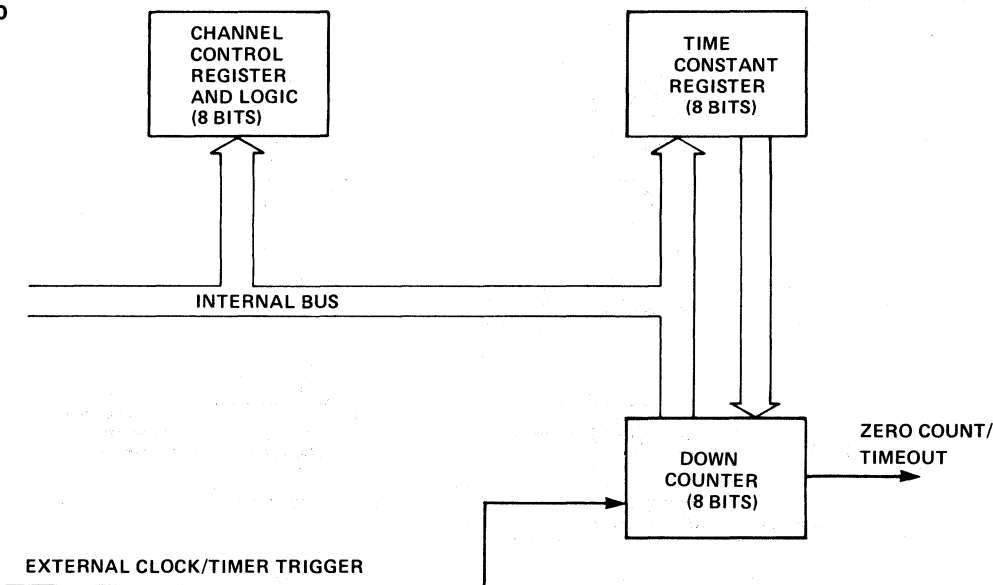 0
CHANNEL
CONTROL
REGISTER
AND LOGIC
(8 BITS)
TIME
CONSTANT
REGISTER
(8 BITS)
INTERNAL BUS
DOWN
COUNTER
(8 BITS)
ZERO COUNT/
TIMEOUT
EXTERNAL CLOCK/TIMER TRIGGER